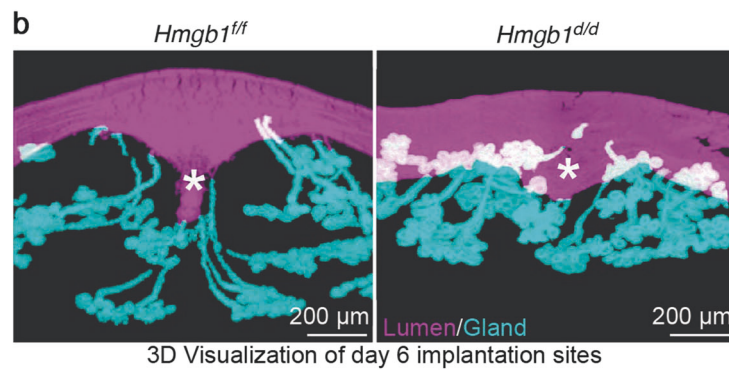 b
Hmgb1f/f Hmgb1d/d
* *
200 µm 200 µm
Lumen/Gland
3D Visualization of day 6 implantation sites